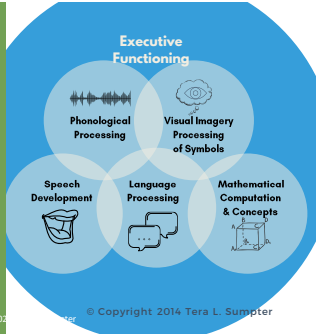 Executive
Functioning
Phonological
Processing
Visual Imagery
Processing
of Symbols
Speech
Development
Language
Processing
Mathematical
Computation
& Concepts
© Copyright 2014 Tera L. Sumpter